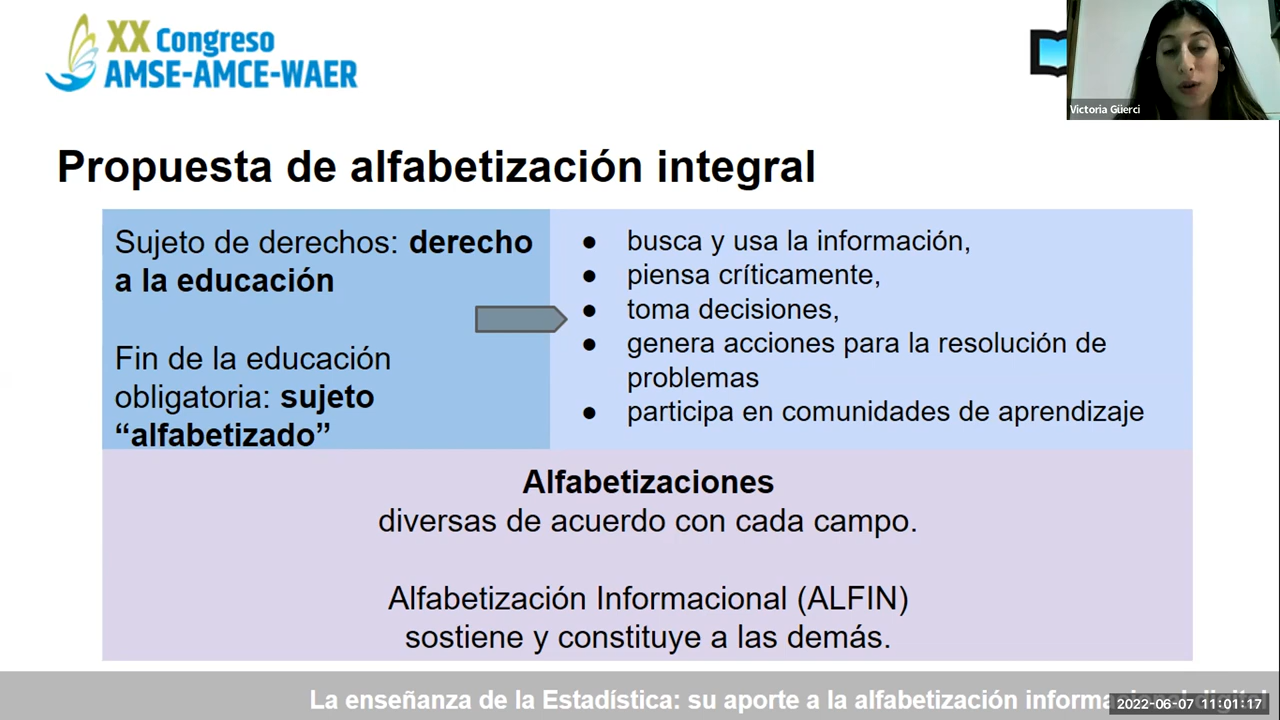 XX Congreso
AMSE-AMCE-WAER
Victoria Güerci
Propuesta de alfabetización integral
Sujeto de derechos: derecho
a la educación
Fin de la educación
obligatoria: sujeto
“alfabetizado”
● busca y usa la información,
● piensa críticamente,
● toma decisiones,
● genera acciones para la resolución de
problemas
● participa en comunidades de aprendizaje
Alfabetizaciones
diversas de acuerdo con cada campo.
Alfabetización Informacional (ALFIN)
sostiene y constituye a las demás.
La enseñanza de la Estadística: su aporte a la alfabetización informacional digital
2022-06-07 11:01:17